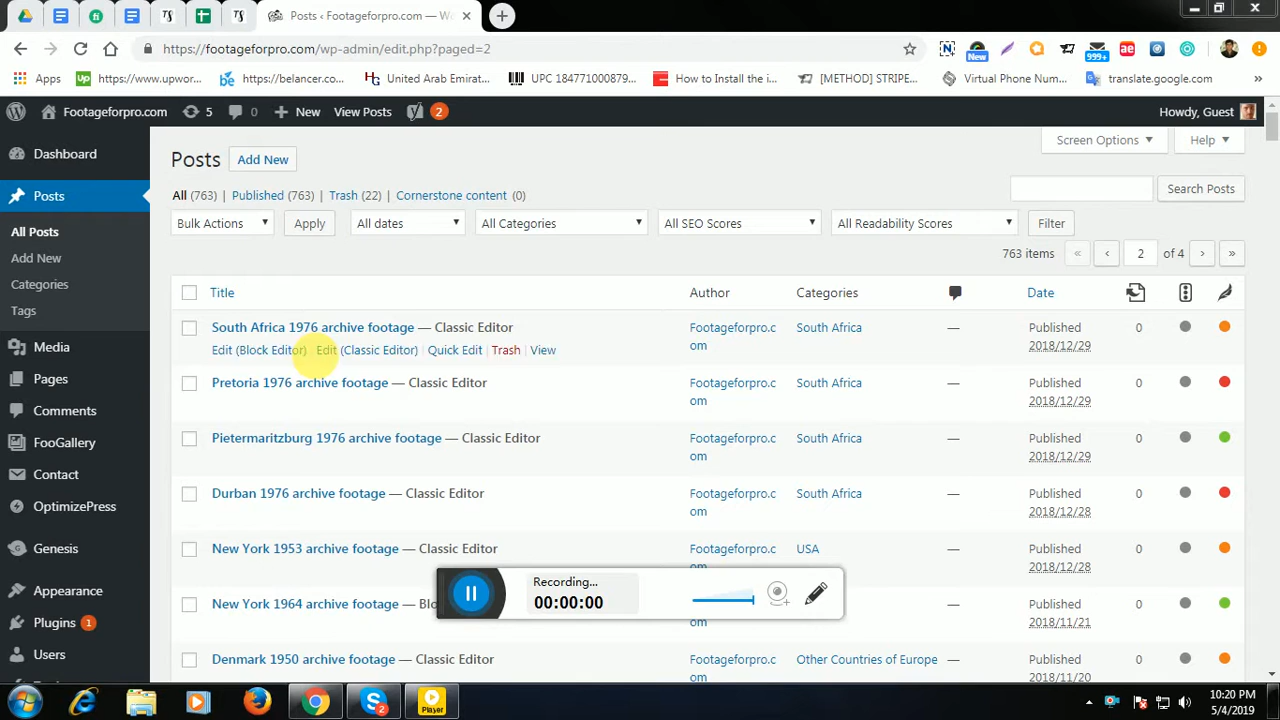 Posts ‹ Footageforpro.com — W
https://footageforpro.com/wp-admin/edit.php?paged=2
Apps
https://www.upwor...
https://belancer.com...
United Arab Emirat...
UPC 184771000879...
How to Install the i...
[METHOD] STRIPE...
Virtual Phone Num...
translate.google.com
New
999+
Footageforpro.com
5
0
New
View Posts
2
Howdy, Guest
Dashboard
Posts
All Posts
Add New
Categories
Tags
Media
Pages
Comments
FooGallery
Contact
OptimizePress
Genesis
Appearance
Plugins 1
Users
Screen Options
Help
Posts Add New
All (763) Published (763) | Trash (22) | Cornerstone content (0)
Search Posts
Bulk Actions Apply All dates All Categories All SEO Scores All Readability Scores Filter
763 items « ‹ 2 of 4 › »
Title Author Categories Date
South Africa 1976 archive footage — Classic Editor
Edit (Block Editor) Edit (Classic Editor) | Quick Edit | Trash | View
Footageforpro.c
om
South Africa
—
Published
2018/12/29
0
Pretoria 1976 archive footage — Classic Editor
Footageforpro.c
om
South Africa
—
Published
2018/12/29
0
Pietermaritzburg 1976 archive footage — Classic Editor
Footageforpro.c
om
South Africa
—
Published
2018/12/29
0
Durban 1976 archive footage — Classic Editor
Footageforpro.c
om
South Africa
—
Published
2018/12/28
0
New York 1953 archive footage — Classic Editor
Footageforpro.c
om
USA
—
Published
2018/12/28
0
New York 1964 archive footage —
om
Published
2018/11/21
0
Denmark 1950 archive footage — Classic Editor
Footageforpro.c
Other Countries of Europe
—
Published
2018/11/20
0
Recording...
00:00:00
2
Player
10:20 PM
5/4/2019